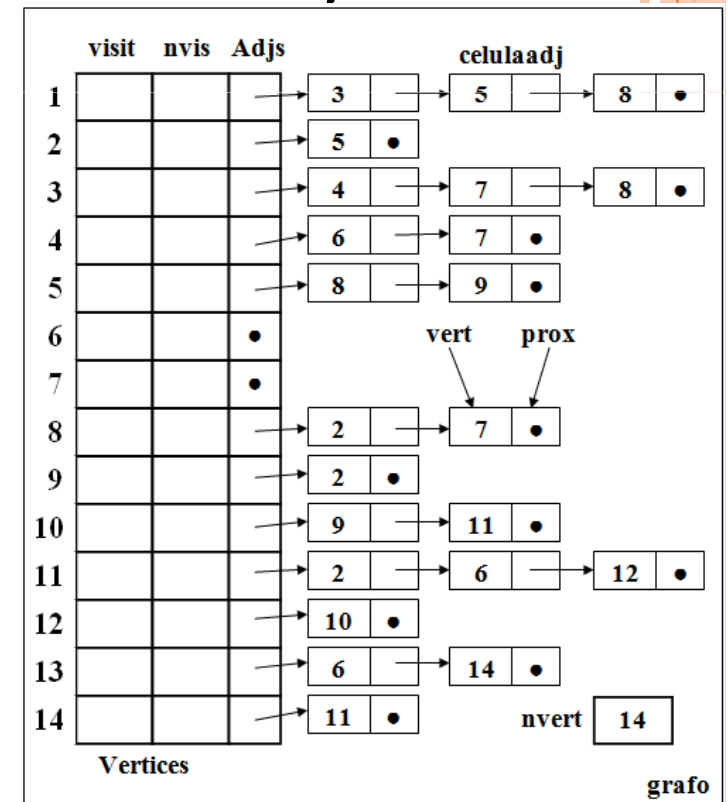 visit nvis Adjs celulaadj
1 3 5 8
2 5
3 4 7 8
4 6 7
5 8 9
6 vert prox
7
8 2 7
9 2
10 9 11
11 2 6 12
12 10
13 6 14
14 11 nvert 14
Vertices
grafo